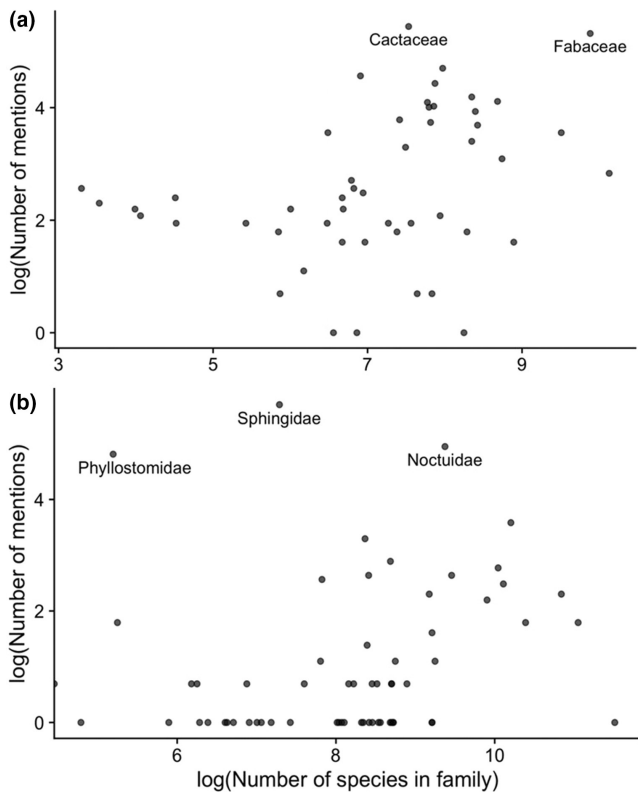 (a)
Cactaceae
Fabaceae
log(Number of mentions)
4
2
0
3 5 7 9
(b)
Sphingidae
Phyllostomidae
Noctuidae
log(Number of mentions)
4
2
0
6 8 10
log(Number of species in family)